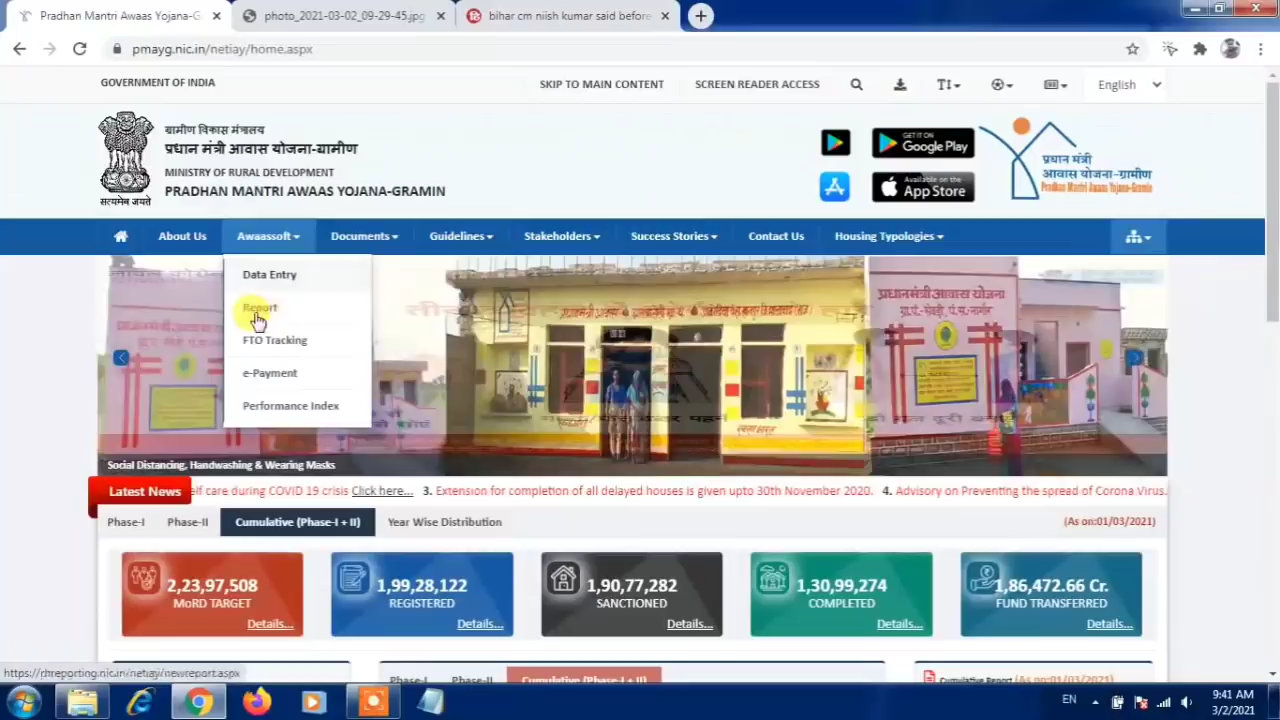 Pradhan Mantri Awaas Yojana-G
photo_2021-03-02_09-29-45.jpg
bihar cm niish kumar said before
pmayg.nic.in/netiay/home.aspx
GOVERNMENT OF INDIA
SKIP TO MAIN CONTENT
SCREEN READER ACCESS
English
ग्रामीण विकास मंत्रालय
प्रधान मंत्री आवास योजना-ग्रामीण
MINISTRY OF RURAL DEVELOPMENT
PRADHAN MANTRI AWAAS YOJANA-GRAMIN
सत्यमेव जयते
GET IT ON
Google Play
Available on the
App Store
प्रधान मंत्री
आवास योजना-ग्रामीण
Pradhan Mantri Awaas Yojana-Gramin
About Us
Awaassoft
Documents
Guidelines
Stakeholders
Success Stories
Contact Us
Housing Typologies
Data Entry
Report
FTO Tracking
e-Payment
Performance Index
प्रधानमंत्री आवास योजना
Social Distancing, Handwashing & Wearing Masks
Latest News
elf care during COVID 19 crisis Click here... 3. Extension for completion of all delayed houses is given upto 30th November 2020. 4. Advisory on Preventing the spread of Corona Virus.
Phase-I
Phase-II
Cumulative (Phase-I + II)
Year Wise Distribution
(As on:01/03/2021)
2,23,97,508
MoRD TARGET
Details...
1,99,28,122
REGISTERED
Details...
1,90,77,282
SANCTIONED
Details...
1,30,99,274
COMPLETED
Details...
1,86,472.66 Cr.
FUND TRANSFERRED
Details...
https://rhreporting.nic.in/netiay/newreport.aspx
Phase-I
Phase-II
Cumulative (Phase-I + II)
Cumulative Report (As on:01/03/2021)
EN
9:41 AM
3/2/2021